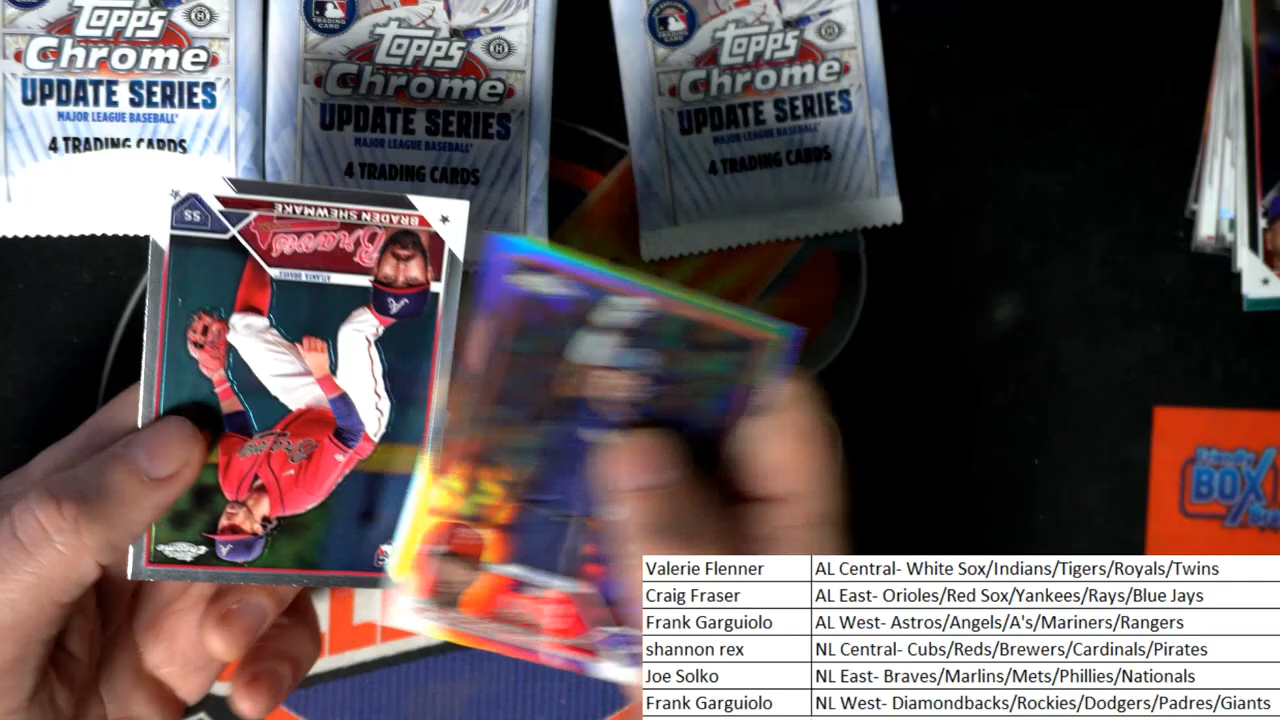 Topps
Chrome
UPDATE SERIES
MAJOR LEAGUE BASEBALL
4 TRADING CARDS
Topps
Chrome
UPDATE SERIES
MAJOR LEAGUE BASEBALL
4 TRADING CARDS
Topps
Chrome
UPDATE SERIES
MAJOR LEAGUE BASEBALL
4 TRADING CARDS
SS
BRADEN SHEWMAKE
Braves
ATLANTA BRAVES
Braves
BOX
Valerie Flenner AL Central- White Sox/Indians/Tigers/Royals/Twins
Craig Fraser AL East- Orioles/Red Sox/Yankees/Rays/Blue Jays
Frank Garguiolo AL West- Astros/Angels/A's/Mariners/Rangers
shannon rex NL Central- Cubs/Reds/Brewers/Cardinals/Pirates
Joe Solko NL East- Braves/Marlins/Mets/Phillies/Nationals
Frank Garguiolo NL West- Diamondbacks/Rockies/Dodgers/Padres/Giants